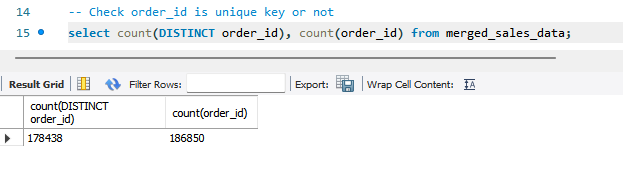 14 -- Check order_id is unique key or not
15 select count(DISTINCT order_id), count(order_id) from merged_sales_data;
Result Grid Filter Rows: Export: Wrap Cell Content: IA
count(DISTINCT
order_id) count(order_id)
178438 186850